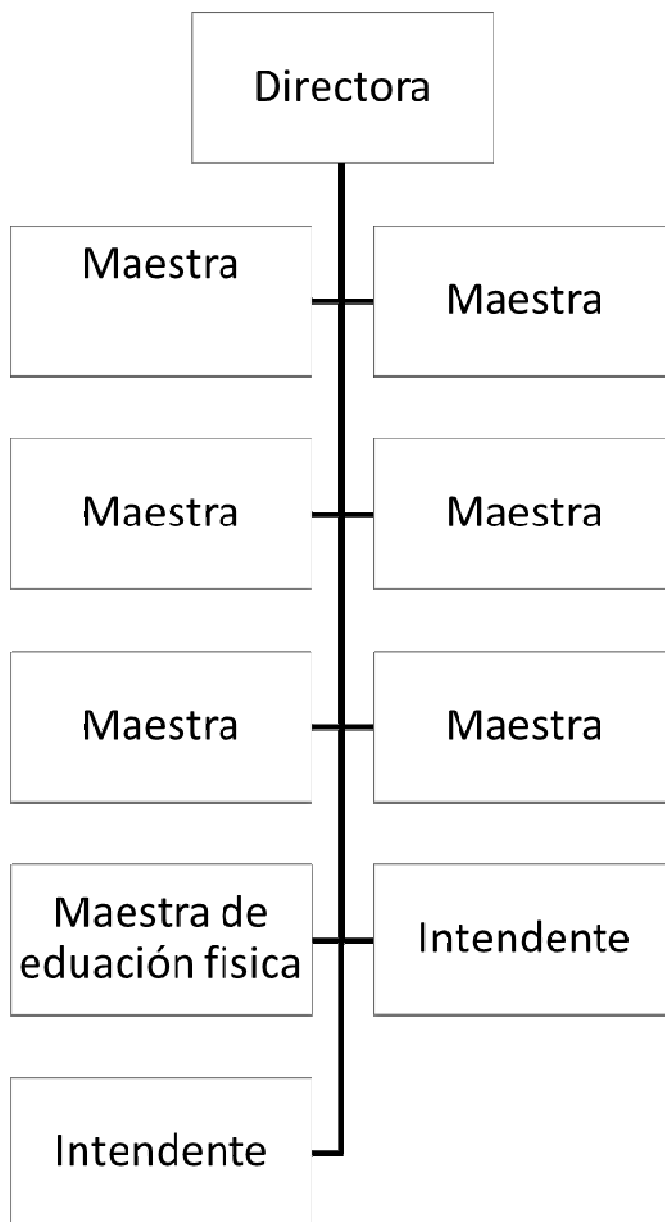 Directora
Maestra
Maestra
Maestra
Maestra
Maestra
Maestra
Maestra de
eduación fisica
Intendente
Intendente